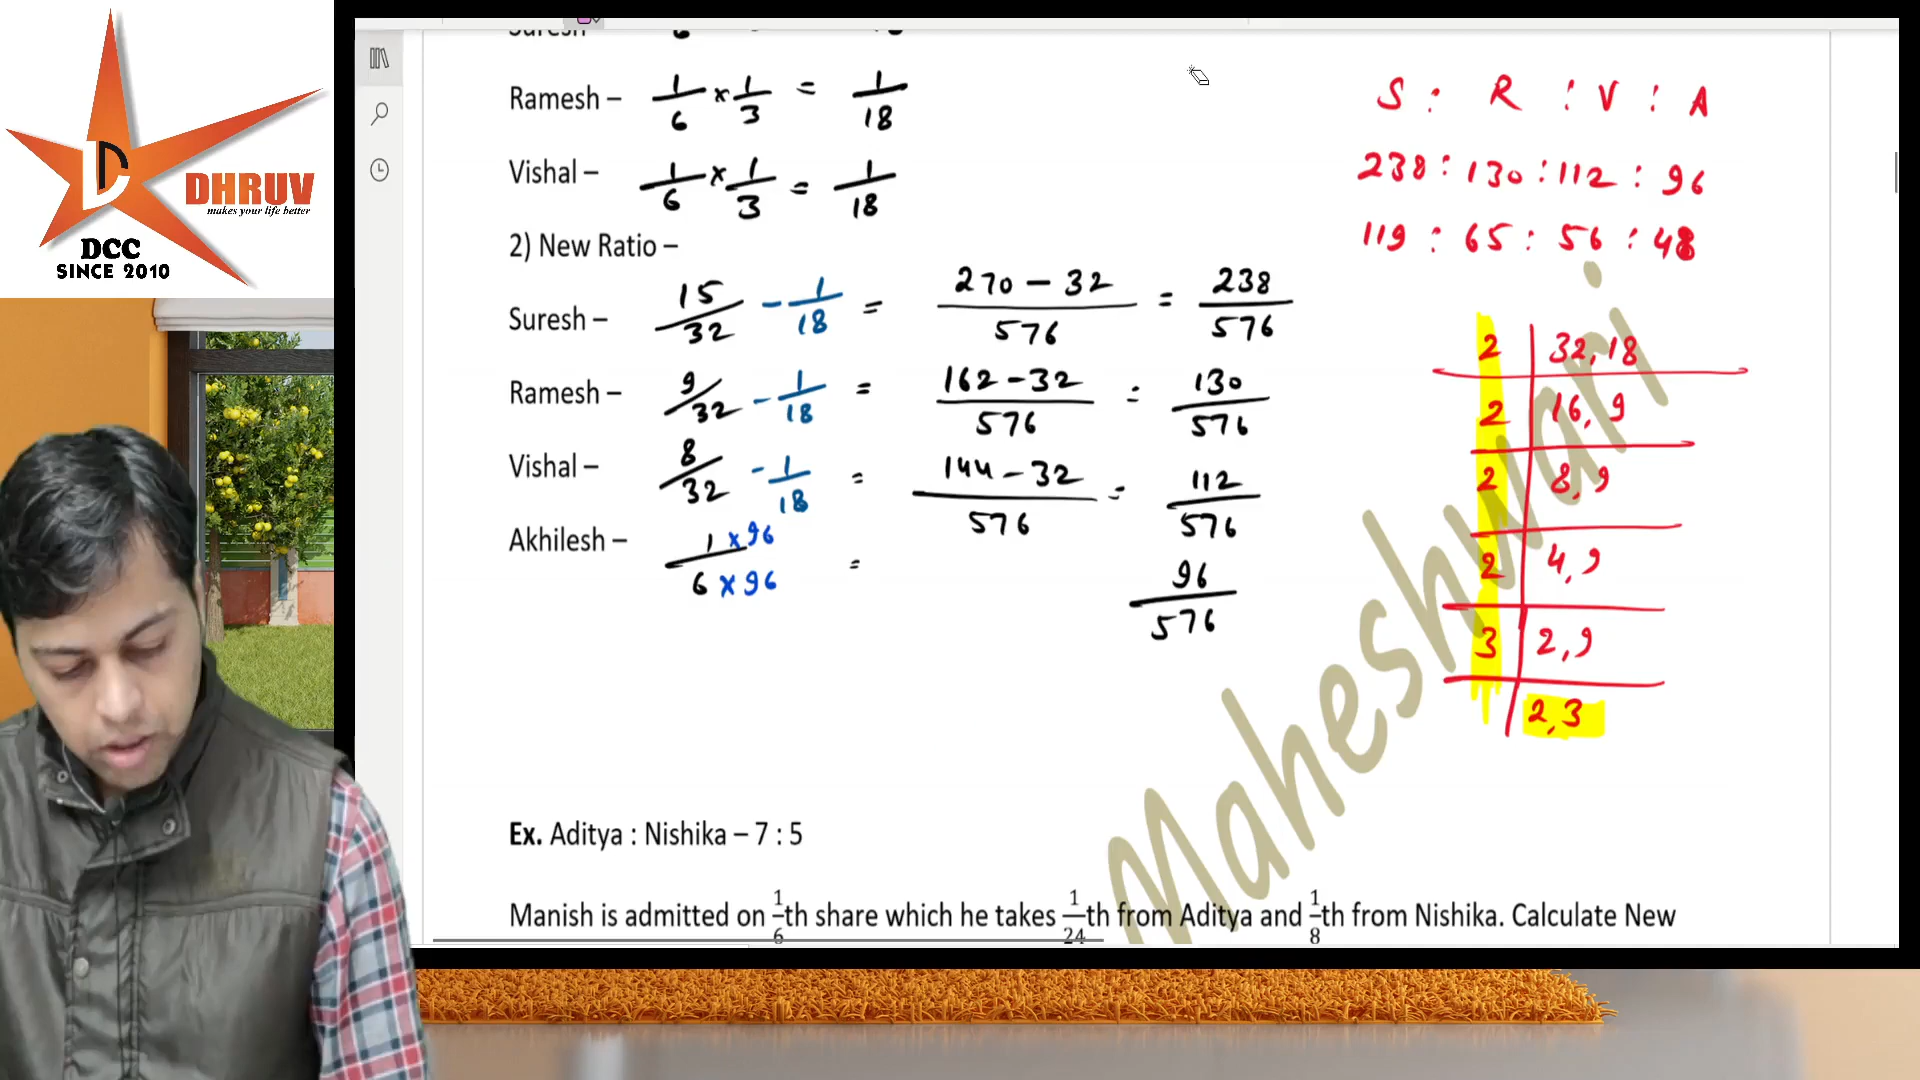 DC
DHRUV
makes your life better
DCC
SINCE 2010
Suresh
Ramesh – 1/6 × 1/3 = 1/18
Vishal – 1/6 × 1/3 = 1/18
2) New Ratio –
Suresh – 15/32 - 1/18 = 270 - 32/576 = 238/576
Ramesh – 9/32 - 1/18 = 162 - 32/576 = 130/576
Vishal – 8/32 - 1/18 = 144 - 32/576 = 112/576
Akhilesh – 1 × 96/6 × 96 = 96/576
S : R : V : A
238 : 130 : 112 : 96
119 : 65 : 56 : 48
2 | 32, 18
2 | 16, 9
2 | 8, 9
2 | 4, 9
3 | 2, 9
2, 3
Maheshwari
Ex. Aditya : Nishika – 7 : 5
Manish is admitted on 1/6th share which he takes 1/24th from Aditya and 1/8th from Nishika. Calculate New